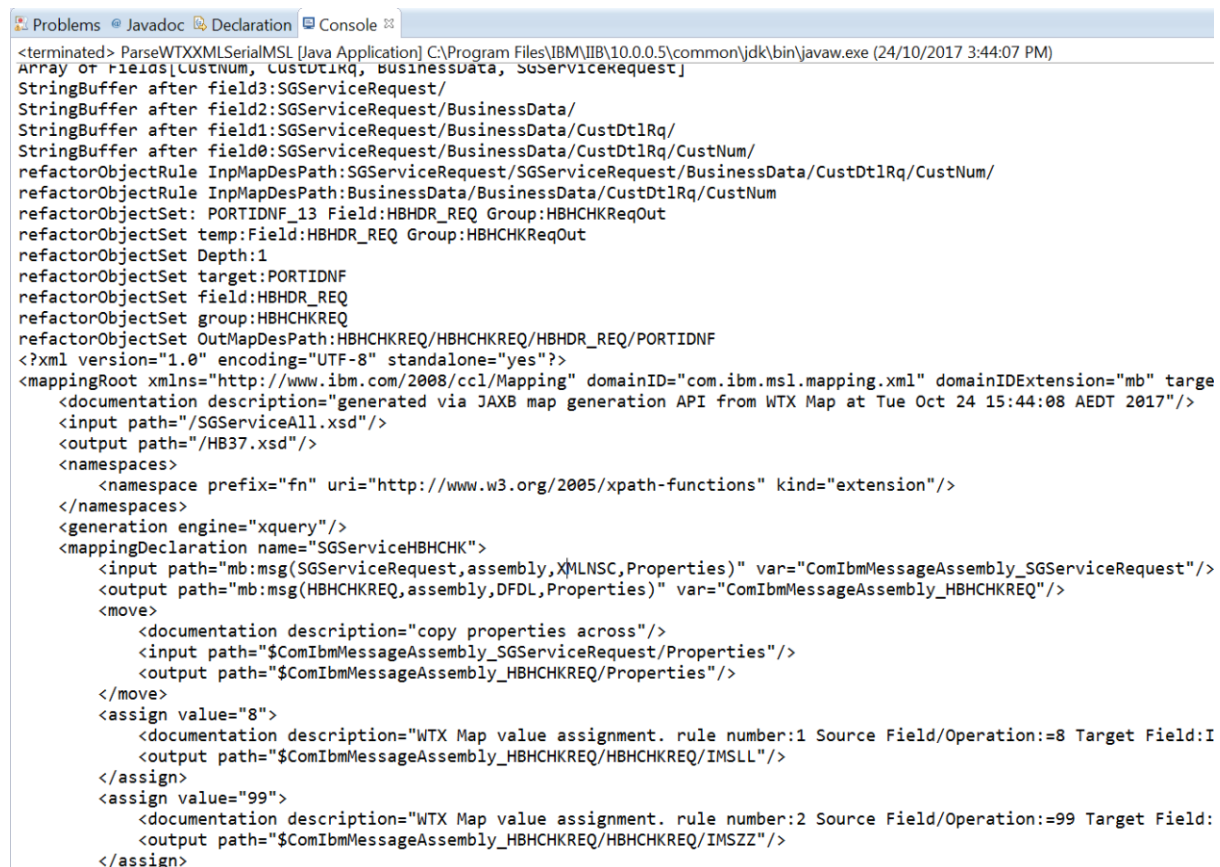 Problems @ Javadoc Declaration Console
<terminated> ParseWTXXMLSerialMSL [Java Application] C:\Program Files\IBM\IIB\10.0.0.5\common\jdk\bin\javaw.exe (24/10/2017 3:44:07 PM)
Array of Fields[CustNum, CustDtlRq, BusinessData, SGServiceRequest]
StringBuffer after field3:SGServiceRequest/
StringBuffer after field2:SGServiceRequest/BusinessData/
StringBuffer after field1:SGServiceRequest/BusinessData/CustDtlRq/
StringBuffer after field0:SGServiceRequest/BusinessData/CustDtlRq/CustNum/
refactorObjectRule InpMapDesPath:SGServiceRequest/SGServiceRequest/BusinessData/CustDtlRq/CustNum/
refactorObjectRule InpMapDesPath:BusinessData/BusinessData/CustDtlRq/CustNum
refactorObjectSet: PORTIDNF_13 Field:HBHDR_REQ Group:HBHCHKReqOut
refactorObjectSet temp:Field:HBHDR_REQ Group:HBHCHKReqOut
refactorObjectSet Depth:1
refactorObjectSet target:PORTIDNF
refactorObjectSet field:HBHDR_REQ
refactorObjectSet group:HBHCHKREQ
refactorObjectSet OutMapDesPath:HBHCHKREQ/HBHCHKREQ/HBHDR_REQ/PORTIDNF
<?xml version="1.0" encoding="UTF-8" standalone="yes"?>
<mappingRoot xmlns="http://www.ibm.com/2008/ccl/Mapping" domainID="com.ibm.msl.mapping.xml" domainIDExtension="mb" targe
<documentation description="generated via JAXB map generation API from WTX Map at Tue Oct 24 15:44:08 AEDT 2017"/>
<input path="/SGServiceAll.xsd"/>
<output path="/HB37.xsd"/>
<namespaces>
<namespace prefix="fn" uri="http://www.w3.org/2005/xpath-functions" kind="extension"/>
</namespaces>
<generation engine="xquery"/>
<mappingDeclaration name="SGServiceHBHCHK">
<input path="mb:msg(SGServiceRequest,assembly,XMLNSC,Properties)" var="ComIbmMessageAssembly_SGServiceRequest"/>
<output path="mb:msg(HBHCHKREQ,assembly,DFDL,Properties)" var="ComIbmMessageAssembly_HBHCHKREQ"/>
<move>
<documentation description="copy properties across"/>
<input path="$ComIbmMessageAssembly_SGServiceRequest/Properties"/>
<output path="$ComIbmMessageAssembly_HBHCHKREQ/Properties"/>
</move>
<assign value="8">
<documentation description="WTX Map value assignment. rule number:1 Source Field/Operation:=8 Target Field:I
<output path="$ComIbmMessageAssembly_HBHCHKREQ/HBHCHKREQ/IMSLL"/>
</assign>
<assign value="99">
<documentation description="WTX Map value assignment. rule number:2 Source Field/Operation:=99 Target Field:
<output path="$ComIbmMessageAssembly_HBHCHKREQ/HBHCHKREQ/IMSZZ"/>
</assign>